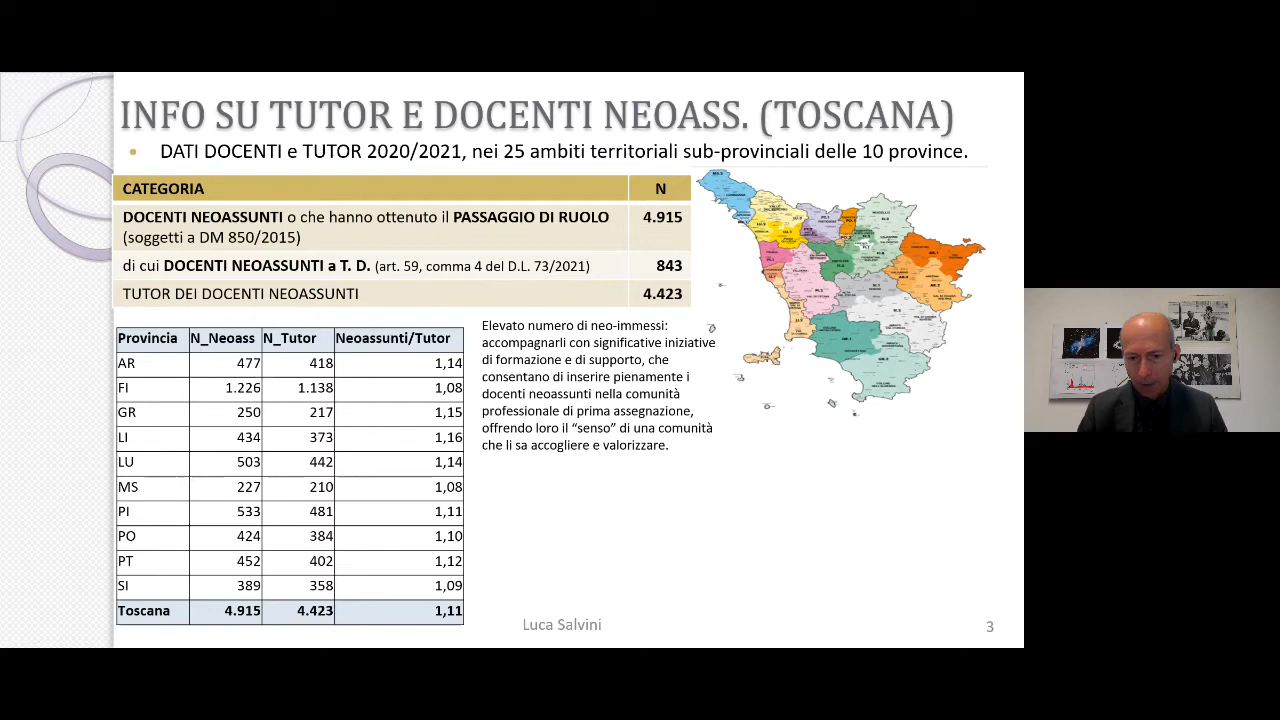 INFO SU TUTOR E DOCENTI NEOASS. (TOSCANA)
• DATI DOCENTI e TUTOR 2020/2021, nei 25 ambiti territoriali sub-provinciali delle 10 province.
CATEGORIA N
DOCENTI NEOASSUNTI o che hanno ottenuto il PASSAGGIO DI RUOLO 4.915
(soggetti a DM 850/2015)
di cui DOCENTI NEOASSUNTI a T. D. (art. 59, comma 4 del D.L. 73/2021) 843
TUTOR DEI DOCENTI NEOASSUNTI 4.423
Provincia N_Neoass N_Tutor Neoassunti/Tutor
AR 477 418 1,14
FI 1.226 1.138 1,08
GR 250 217 1,15
LI 434 373 1,16
LU 503 442 1,14
MS 227 210 1,08
PI 533 481 1,11
PO 424 384 1,10
PT 452 402 1,12
SI 389 358 1,09
Toscana 4.915 4.423 1,11
Elevato numero di neo-immessi:
accompagnarli con significative iniziative
di formazione e di supporto, che
consentano di inserire pienamente i
docenti neoassunti nella comunità
professionale di prima assegnazione,
offrendo loro il “senso” di una comunità
che li sa accogliere e valorizzare.
Luca Salvini
3